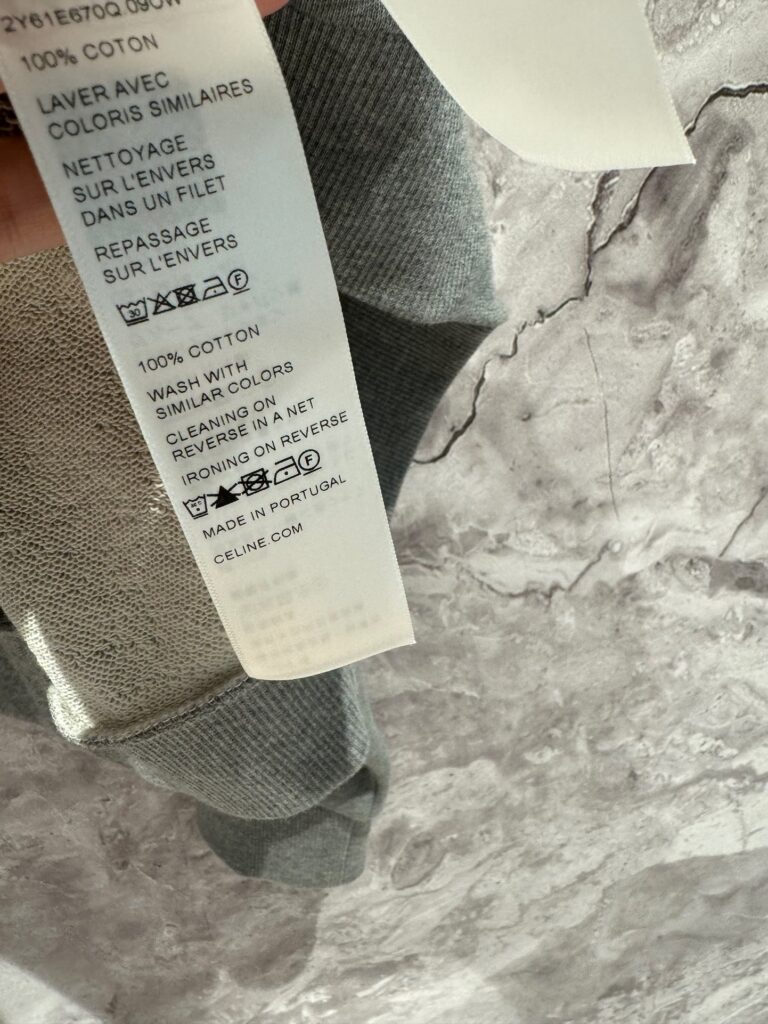 2Y61E670Q.09OW
100% COTON
LAVER AVEC
COLORIS SIMILAIRES
NETTOYAGE
SUR L'ENVERS
DANS UN FILET
REPASSAGE
SUR L'ENVERS
30 F
100% COTTON
WASH WITH
SIMILAR COLORS
CLEANING ON
REVERSE IN A NET
IRONING ON REVERSE
F
MADE IN PORTUGAL
CELINE.COM